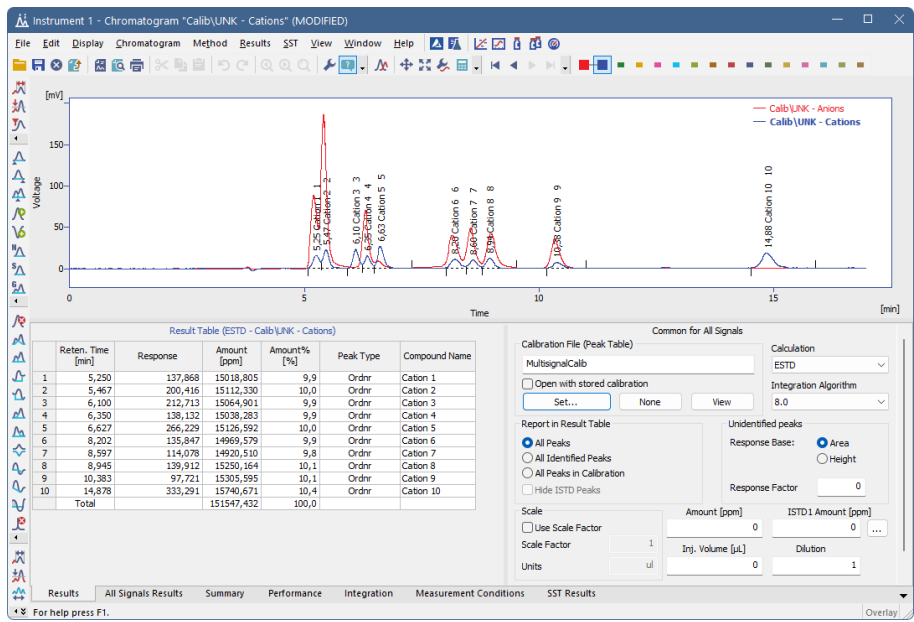 Instrument 1 - Chromatogram "Calib\UNK - Cations" (MODIFIED)
File Edit Display Chromatogram Method Results SST View Window Help
[mV]
Calib\UNK - Anions
Calib\UNK - Cations
150
100
50
0
Voltage
5,25 Cation 1 1
5,47 Cation 2 2
6,10 Cation 3 3
6,35 Cation 4 4
6,63 Cation 5 5
8,20 Cation 6 6
8,60 Cation 7 7
8,94 Cation 8 8
10,38 Cation 9 9
14,88 Cation 10 10
0 5 10 15
Time
[min]
Result Table (ESTD - Calib\UNK - Cations)
Reten. Time [min] Response Amount [ppm] Amount% [%] Peak Type Compound Name
1 5,250 137,868 15018,805 9,9 Ordnr Cation 1
2 5,467 200,416 15112,330 10,0 Ordnr Cation 2
3 6,100 212,713 15064,901 9,9 Ordnr Cation 3
4 6,350 138,132 15038,283 9,9 Ordnr Cation 4
5 6,627 266,229 15126,592 10,0 Ordnr Cation 5
6 8,202 135,847 14969,579 9,9 Ordnr Cation 6
7 8,597 114,078 14920,510 9,8 Ordnr Cation 7
8 8,945 139,912 15250,164 10,1 Ordnr Cation 8
9 10,383 97,721 15305,595 10,1 Ordnr Cation 9
10 14,878 333,291 15740,671 10,4 Ordnr Cation 10
Total 151547,432 100,0
Common for All Signals
Calibration File (Peak Table)
MultisignalCalib
Open with stored calibration
Set... None View
Calculation
ESTD
Integration Algorithm
8.0
Report in Result Table
All Peaks
All Identified Peaks
All Peaks in Calibration
Hide ISTD Peaks
Unidentified peaks
Response Base: Area
Height
Response Factor 0
Scale
Use Scale Factor
Scale Factor 1
Units ul
Amount [ppm]
0
ISTD1 Amount [ppm]
0 ...
Inj. Volume [µL]
0
Dilution
1
Results All Signals Results Summary Performance Integration Measurement Conditions SST Results
For help press F1.
Overlay